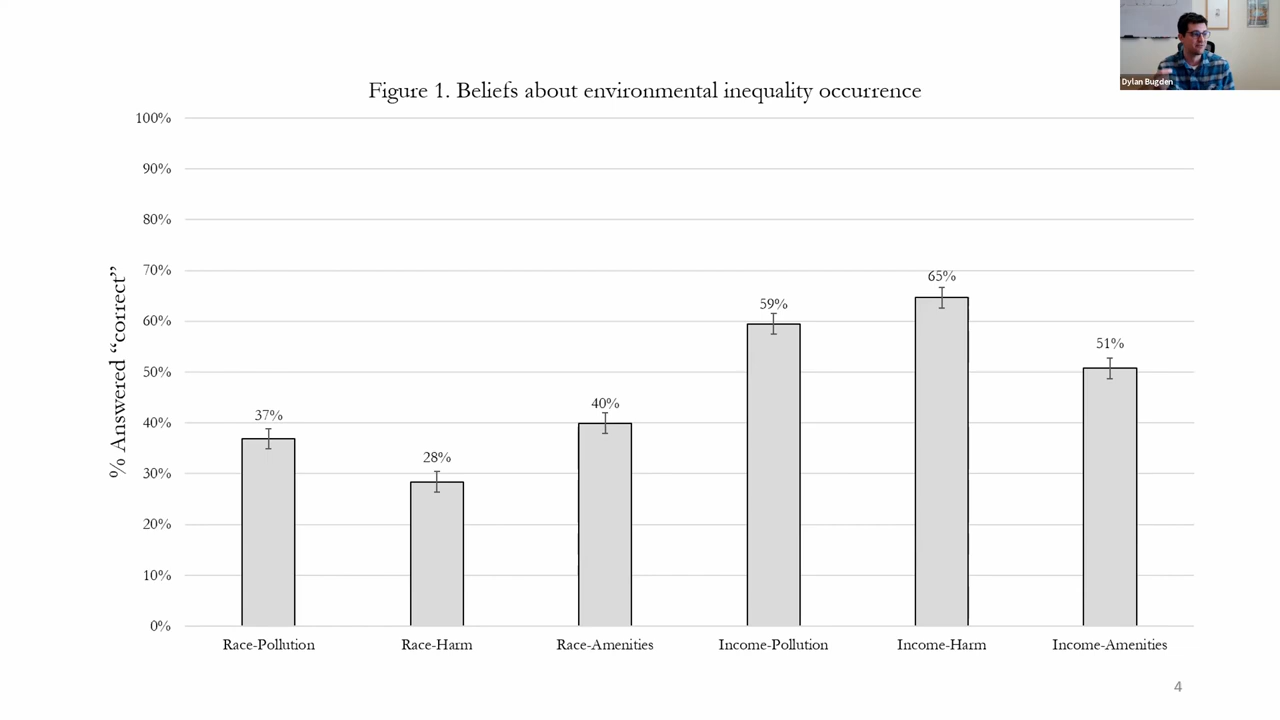 Dylan Bugden
Figure 1. Beliefs about environmental inequality occurrence
% Answered “correct”
100%
90%
80%
70%
60%
50%
40%
30%
20%
10%
0%
37%
28%
40%
59%
65%
51%
Race-Pollution
Race-Harm
Race-Amenities
Income-Pollution
Income-Harm
Income-Amenities
4